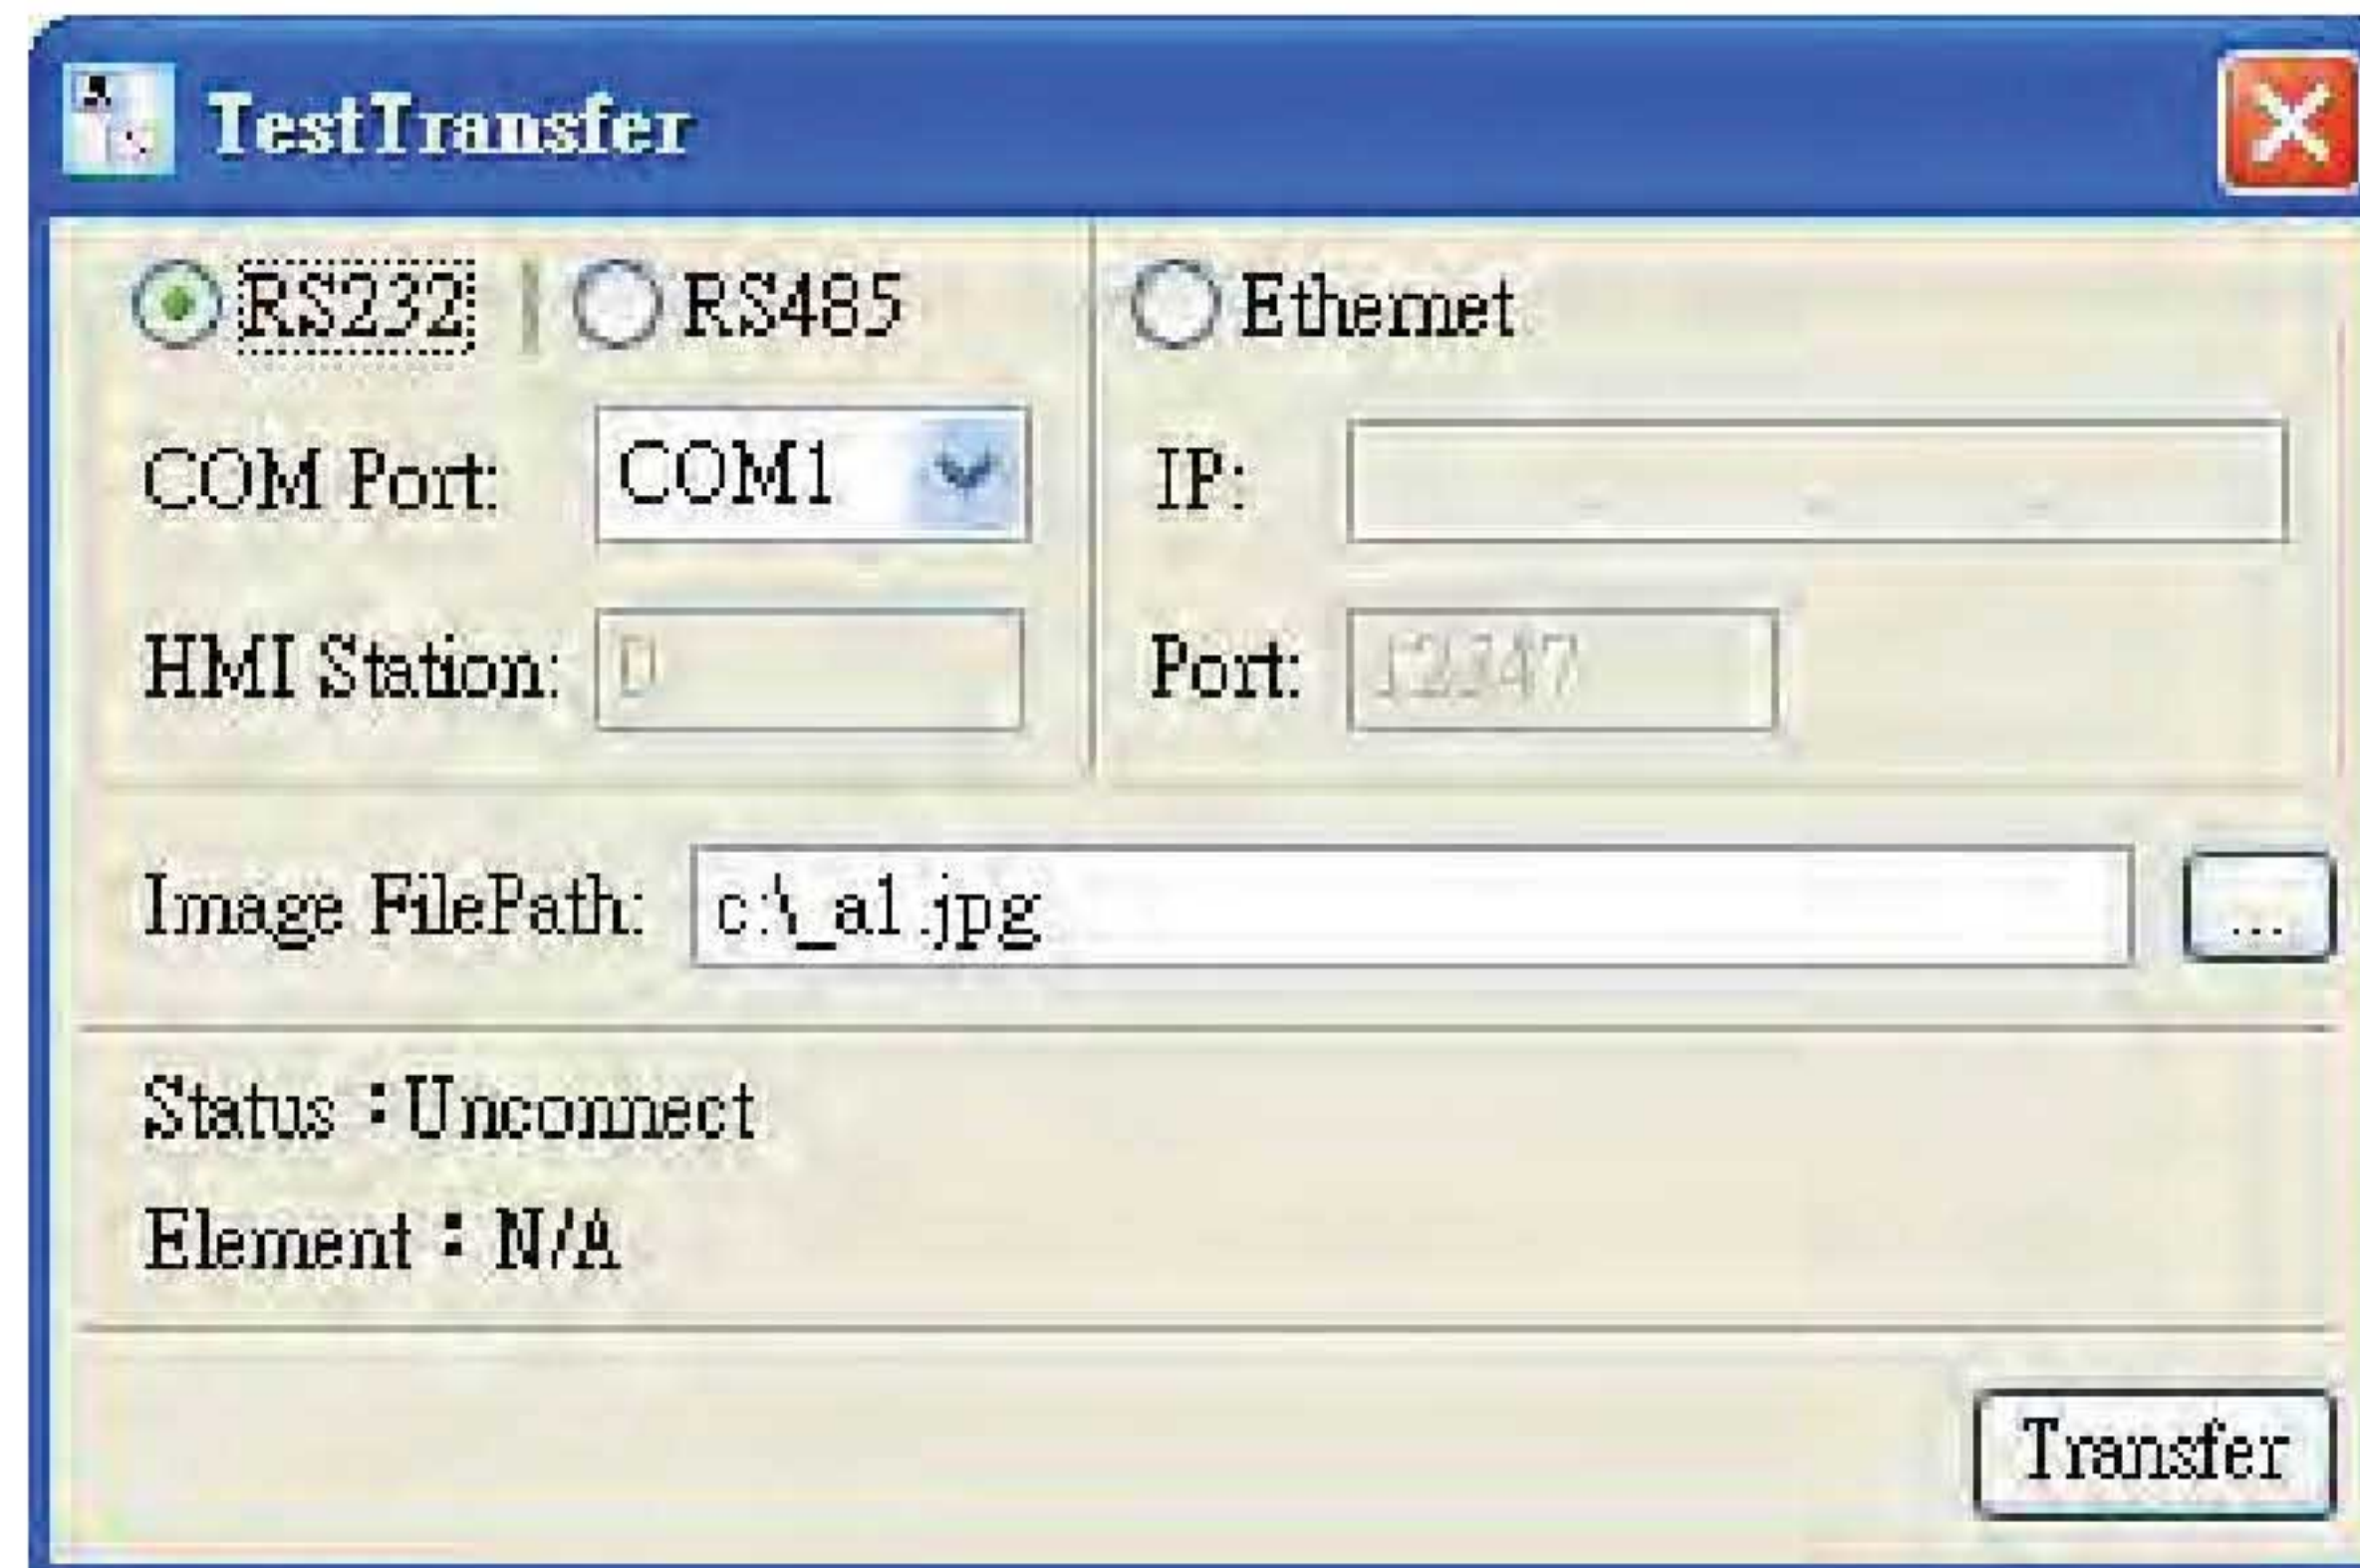 TestTransfer
RS232 RS485 Ethernet
COM Port: COM1 IP:
HMI Station: Port: 12347
Image FilePath: c:\_a1.jpg ...
Status : Unconnect
Element : N/A
Transfer